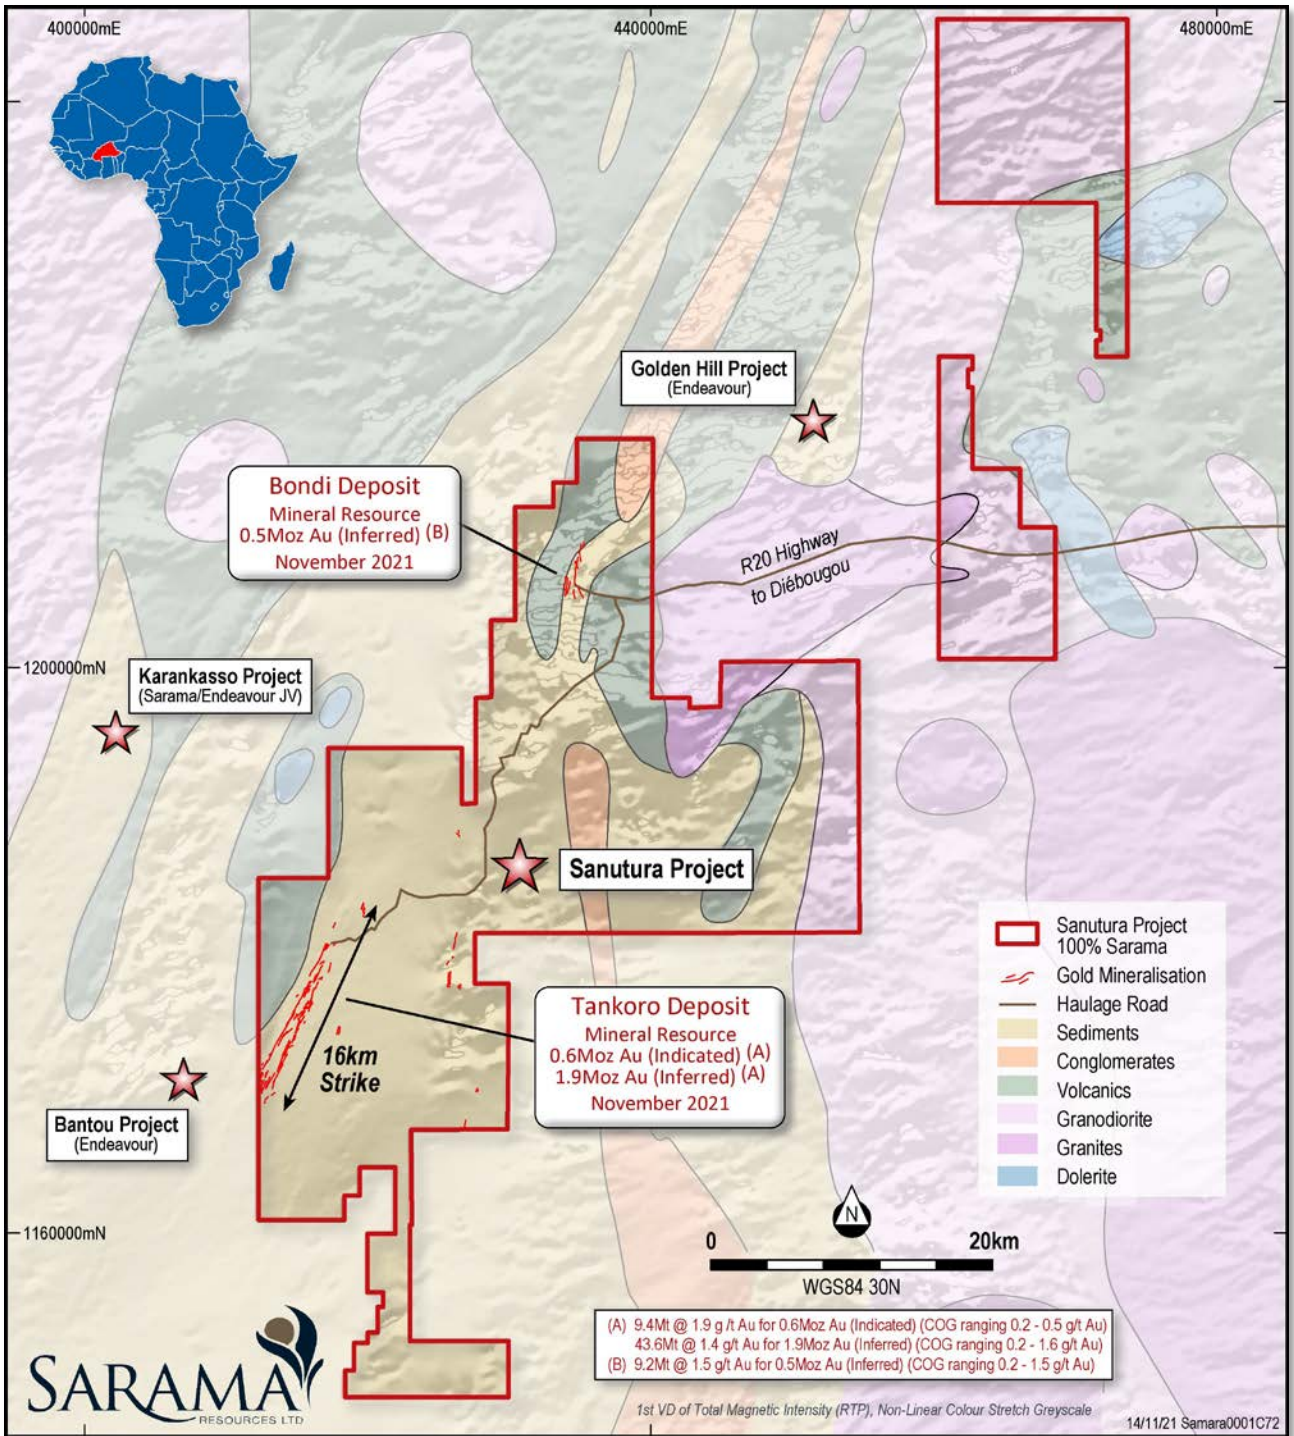 400000mE
440000mE
480000mE
Golden Hill Project
(Endeavour)
Bondi Deposit
Mineral Resource
0.5Moz Au (Inferred) (B)
November 2021
R20 Highway
to Diébougou
1200000mN
Karankasso Project
(Sarama/Endeavour JV)
Sanutura Project
Tankoro Deposit
Mineral Resource
0.6Moz Au (Indicated) (A)
1.9Moz Au (Inferred) (A)
November 2021
16km
Strike
Bantou Project
(Endeavour)
Sanutura Project
100% Sarama
Gold Mineralisation
Haulage Road
Sediments
Conglomerates
Volcanics
Granodiorite
Granites
Dolerite
1160000mN
N
0 20km
WGS84 30N
(A) 9.4Mt @ 1.9 g /t Au for 0.6Moz Au (Indicated) (COG ranging 0.2 - 0.5 g/t Au)
43.6Mt @ 1.4 g/t Au for 1.9Moz Au (Inferred) (COG ranging 0.2 - 1.6 g/t Au)
(B) 9.2Mt @ 1.5 g/t Au for 0.5Moz Au (Inferred) (COG ranging 0.2 - 1.5 g/t Au)
SARAMA
RESOURCES LTD
1st VD of Total Magnetic Intensity (RTP), Non-Linear Colour Stretch Greyscale
14/11/21 Samara0001C72